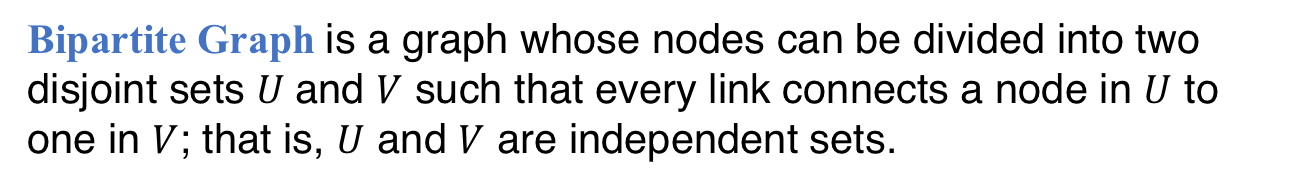 Bipartite Graph is a graph whose nodes can be divided into two
disjoint sets U and V such that every link connects a node in U to
one in V; that is, U and V are independent sets.